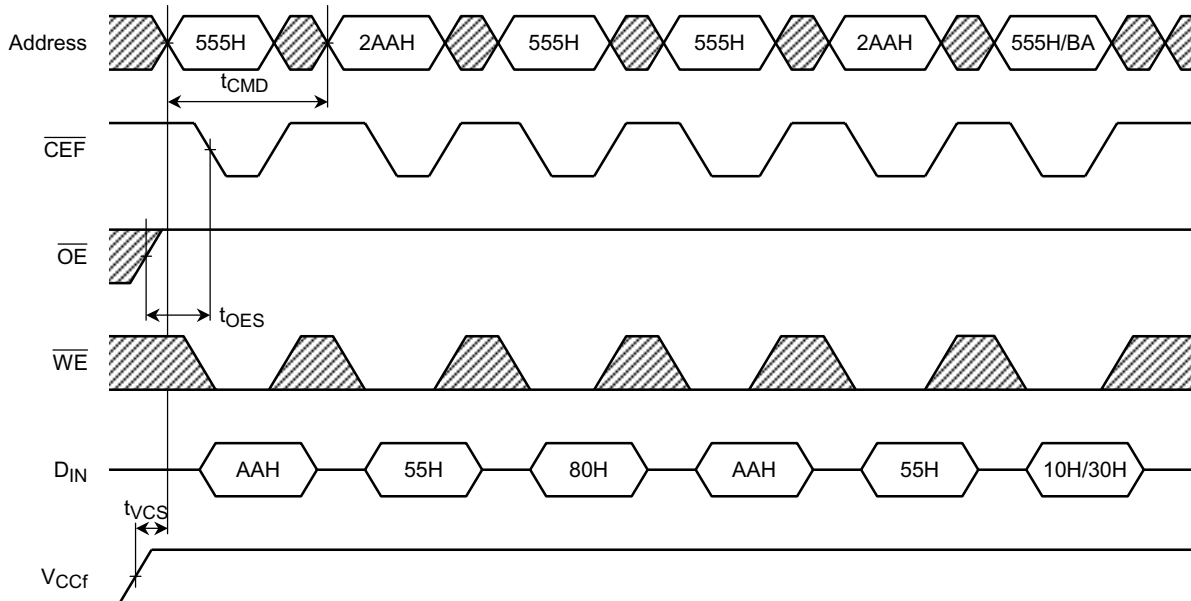 Address 555H 2AAH 555H 555H 2AAH 555H/BA
tCMD
CEF
OE
tOES
WE
DIN AAH 55H 80H AAH 55H 10H/30H
tVCS
VCCf